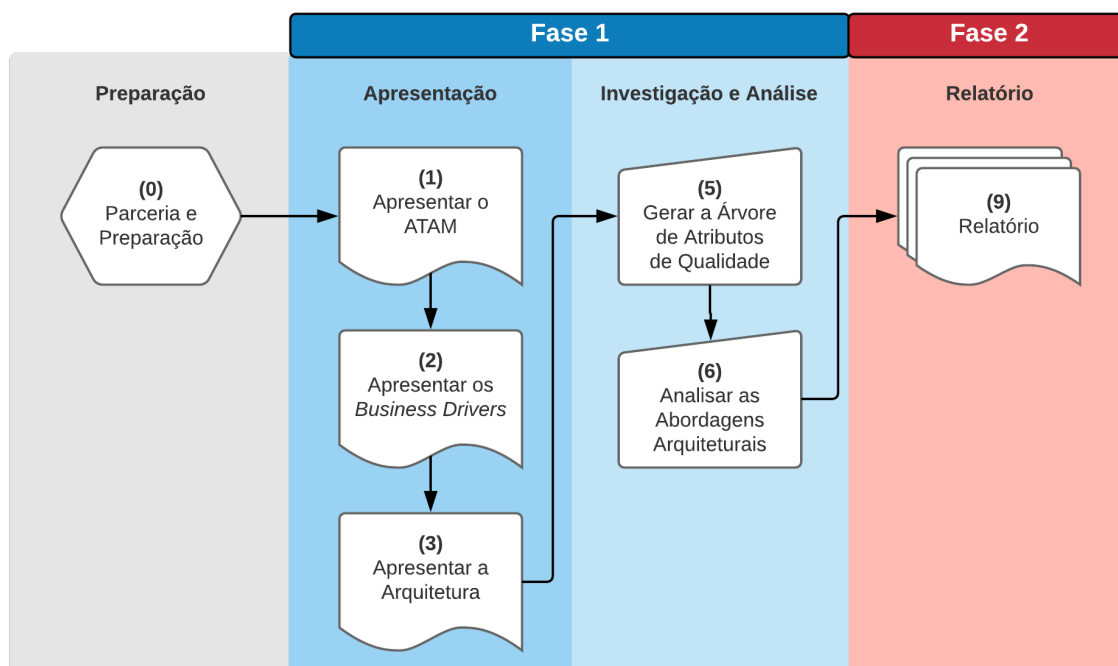 Fase 1
Fase 2
Preparação
Apresentação
Investigação e Análise
Relatório
(0)
Parceria e
Preparação
(1)
Apresentar o
ATAM
(2)
Apresentar os
Business Drivers
(3)
Apresentar a
Arquitetura
(5)
Gerar a Árvore
de Atributos
de Qualidade
(6)
Analisar as
Abordagens
Arquiteturais
(9)
Relatório